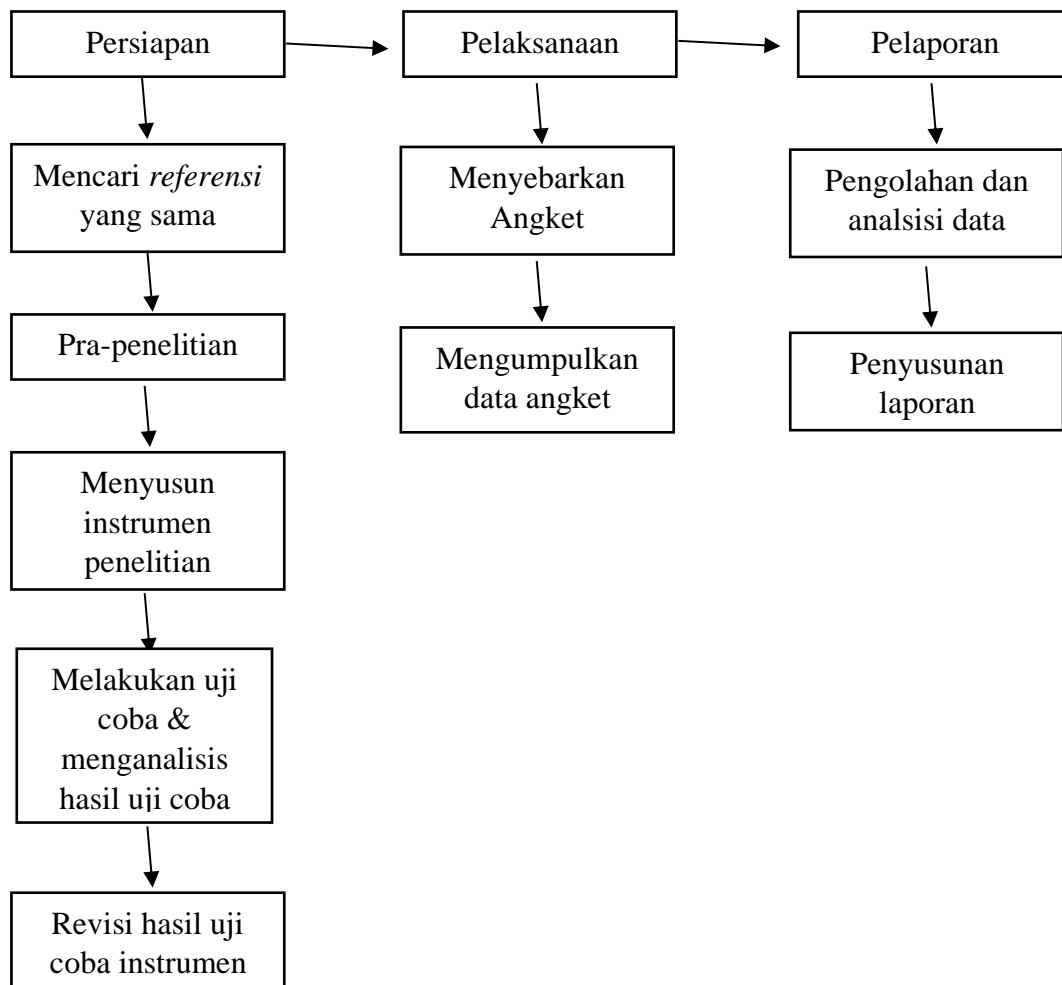 Persiapan
Pelaksanaan
Pelaporan
Mencari referensi
yang sama
Menyebarkan
Angket
Pengolahan dan
analsisi data
Pra-penelitian
Mengumpulkan
data angket
Penyusunan
laporan
Menyusun
instrumen
penelitian
Melakukan uji
coba &
menganalisis
hasil uji coba
Revisi hasil uji
coba instrumen